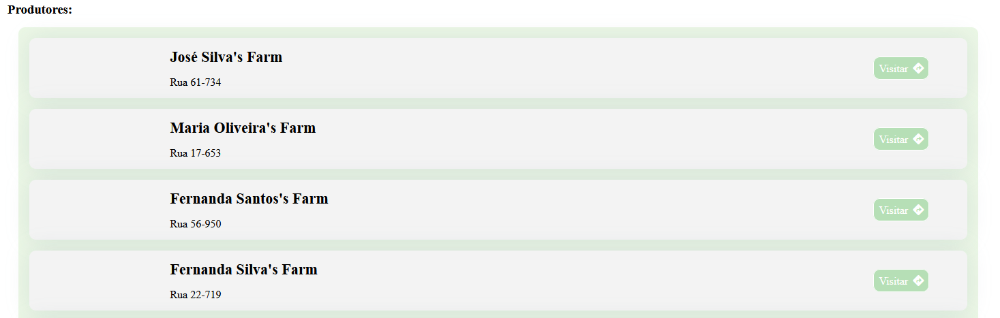 Produtores:
José Silva's Farm
Rua 61-734
Visitar
Maria Oliveira's Farm
Rua 17-653
Visitar
Fernanda Santos's Farm
Rua 56-950
Visitar
Fernanda Silva's Farm
Rua 22-719
Visitar